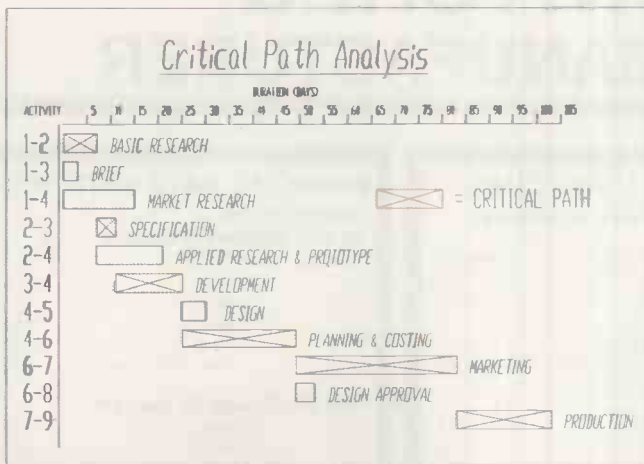 Critical Path Analysis
DURATION (DAYS)
ACTIVITY 5 10 15 20 25 30 35 40 45 50 55 60 65 70 75 80 85 90 95 100 105
1-2 BASIC RESEARCH
1-3 BRIEF
1-4 MARKET RESEARCH
= CRITICAL PATH
2-3 SPECIFICATION
2-4 APPLIED RESEARCH & PROTOTYPE
3-4 DEVELOPMENT
4-5 DESIGN
4-6 PLANNING & COSTING
6-7 MARKETING
6-8 DESIGN APPROVAL
7-9 PRODUCTION